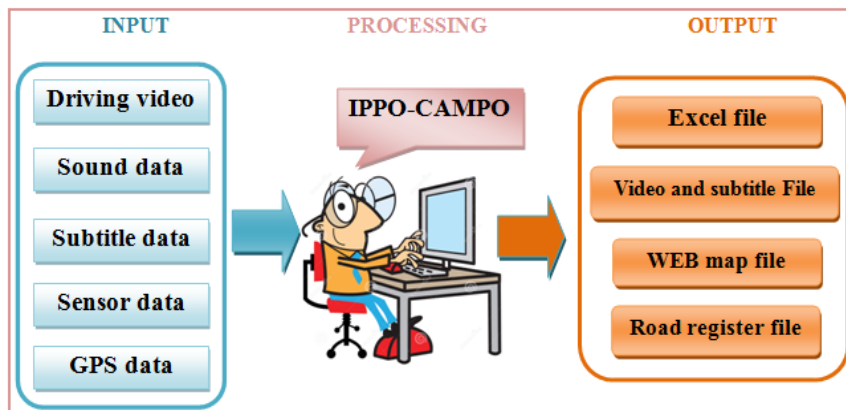 INPUT
PROCESSING
OUTPUT
Driving video
Sound data
Subtitle data
Sensor data
GPS data
IPPO-CAMPO
Excel file
Video and subtitle File
WEB map file
Road register file